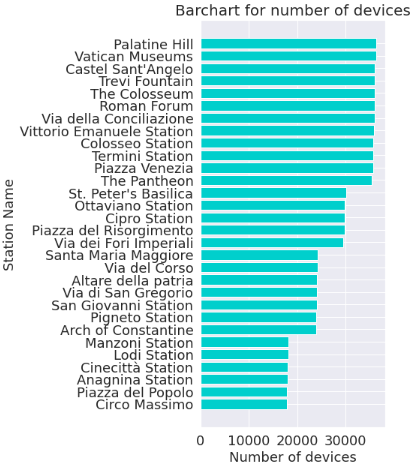 Barchart for number of devices
Palatine Hill
Vatican Museums
Castel Sant'Angelo
Trevi Fountain
The Colosseum
Roman Forum
Via della Conciliazione
Vittorio Emanuele Station
Colosseo Station
Termini Station
Piazza Venezia
The Pantheon
St. Peter's Basilica
Ottaviano Station
Cipro Station
Piazza del Risorgimento
Via dei Fori Imperiali
Santa Maria Maggiore
Via del Corso
Altare della patria
Via di San Gregorio
San Giovanni Station
Pigneto Station
Arch of Constantine
Manzoni Station
Lodi Station
Cinecittà Station
Anagnina Station
Piazza del Popolo
Circo Massimo
Station Name
0 10000 20000 30000
Number of devices